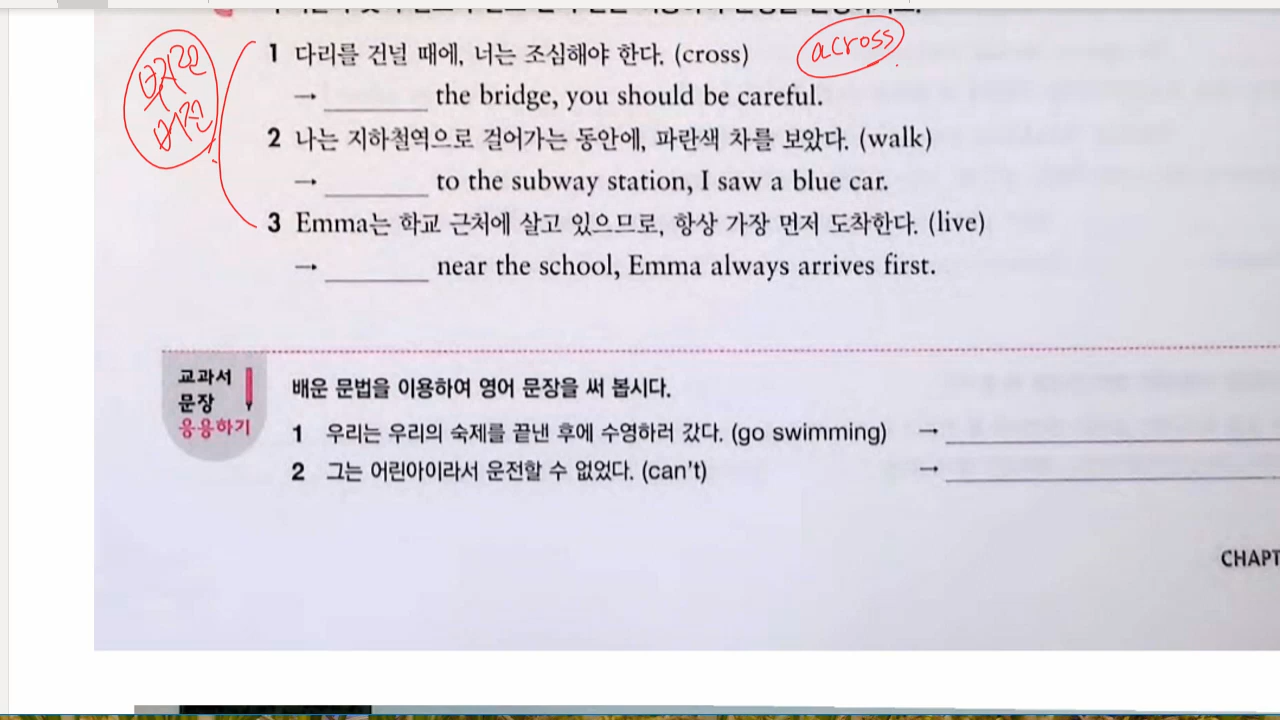 across
1 다리를 건널 때에, 너는 조심해야 한다. (cross)
→ ________ the bridge, you should be careful.
2 나는 지하철역으로 걸어가는 동안에, 파란색 차를 보았다. (walk)
→ ________ to the subway station, I saw a blue car.
3 Emma는 학교 근처에 살고 있으므로, 항상 가장 먼저 도착한다. (live)
→ ________ near the school, Emma always arrives first.
교과서
문장
응용하기
배운 문법을 이용하여 영어 문장을 써 봅시다.
1 우리는 우리의 숙제를 끝낸 후에 수영하러 갔다. (go swimming) →
2 그는 어린아이라서 운전할 수 없었다. (can't) →
CHAPT